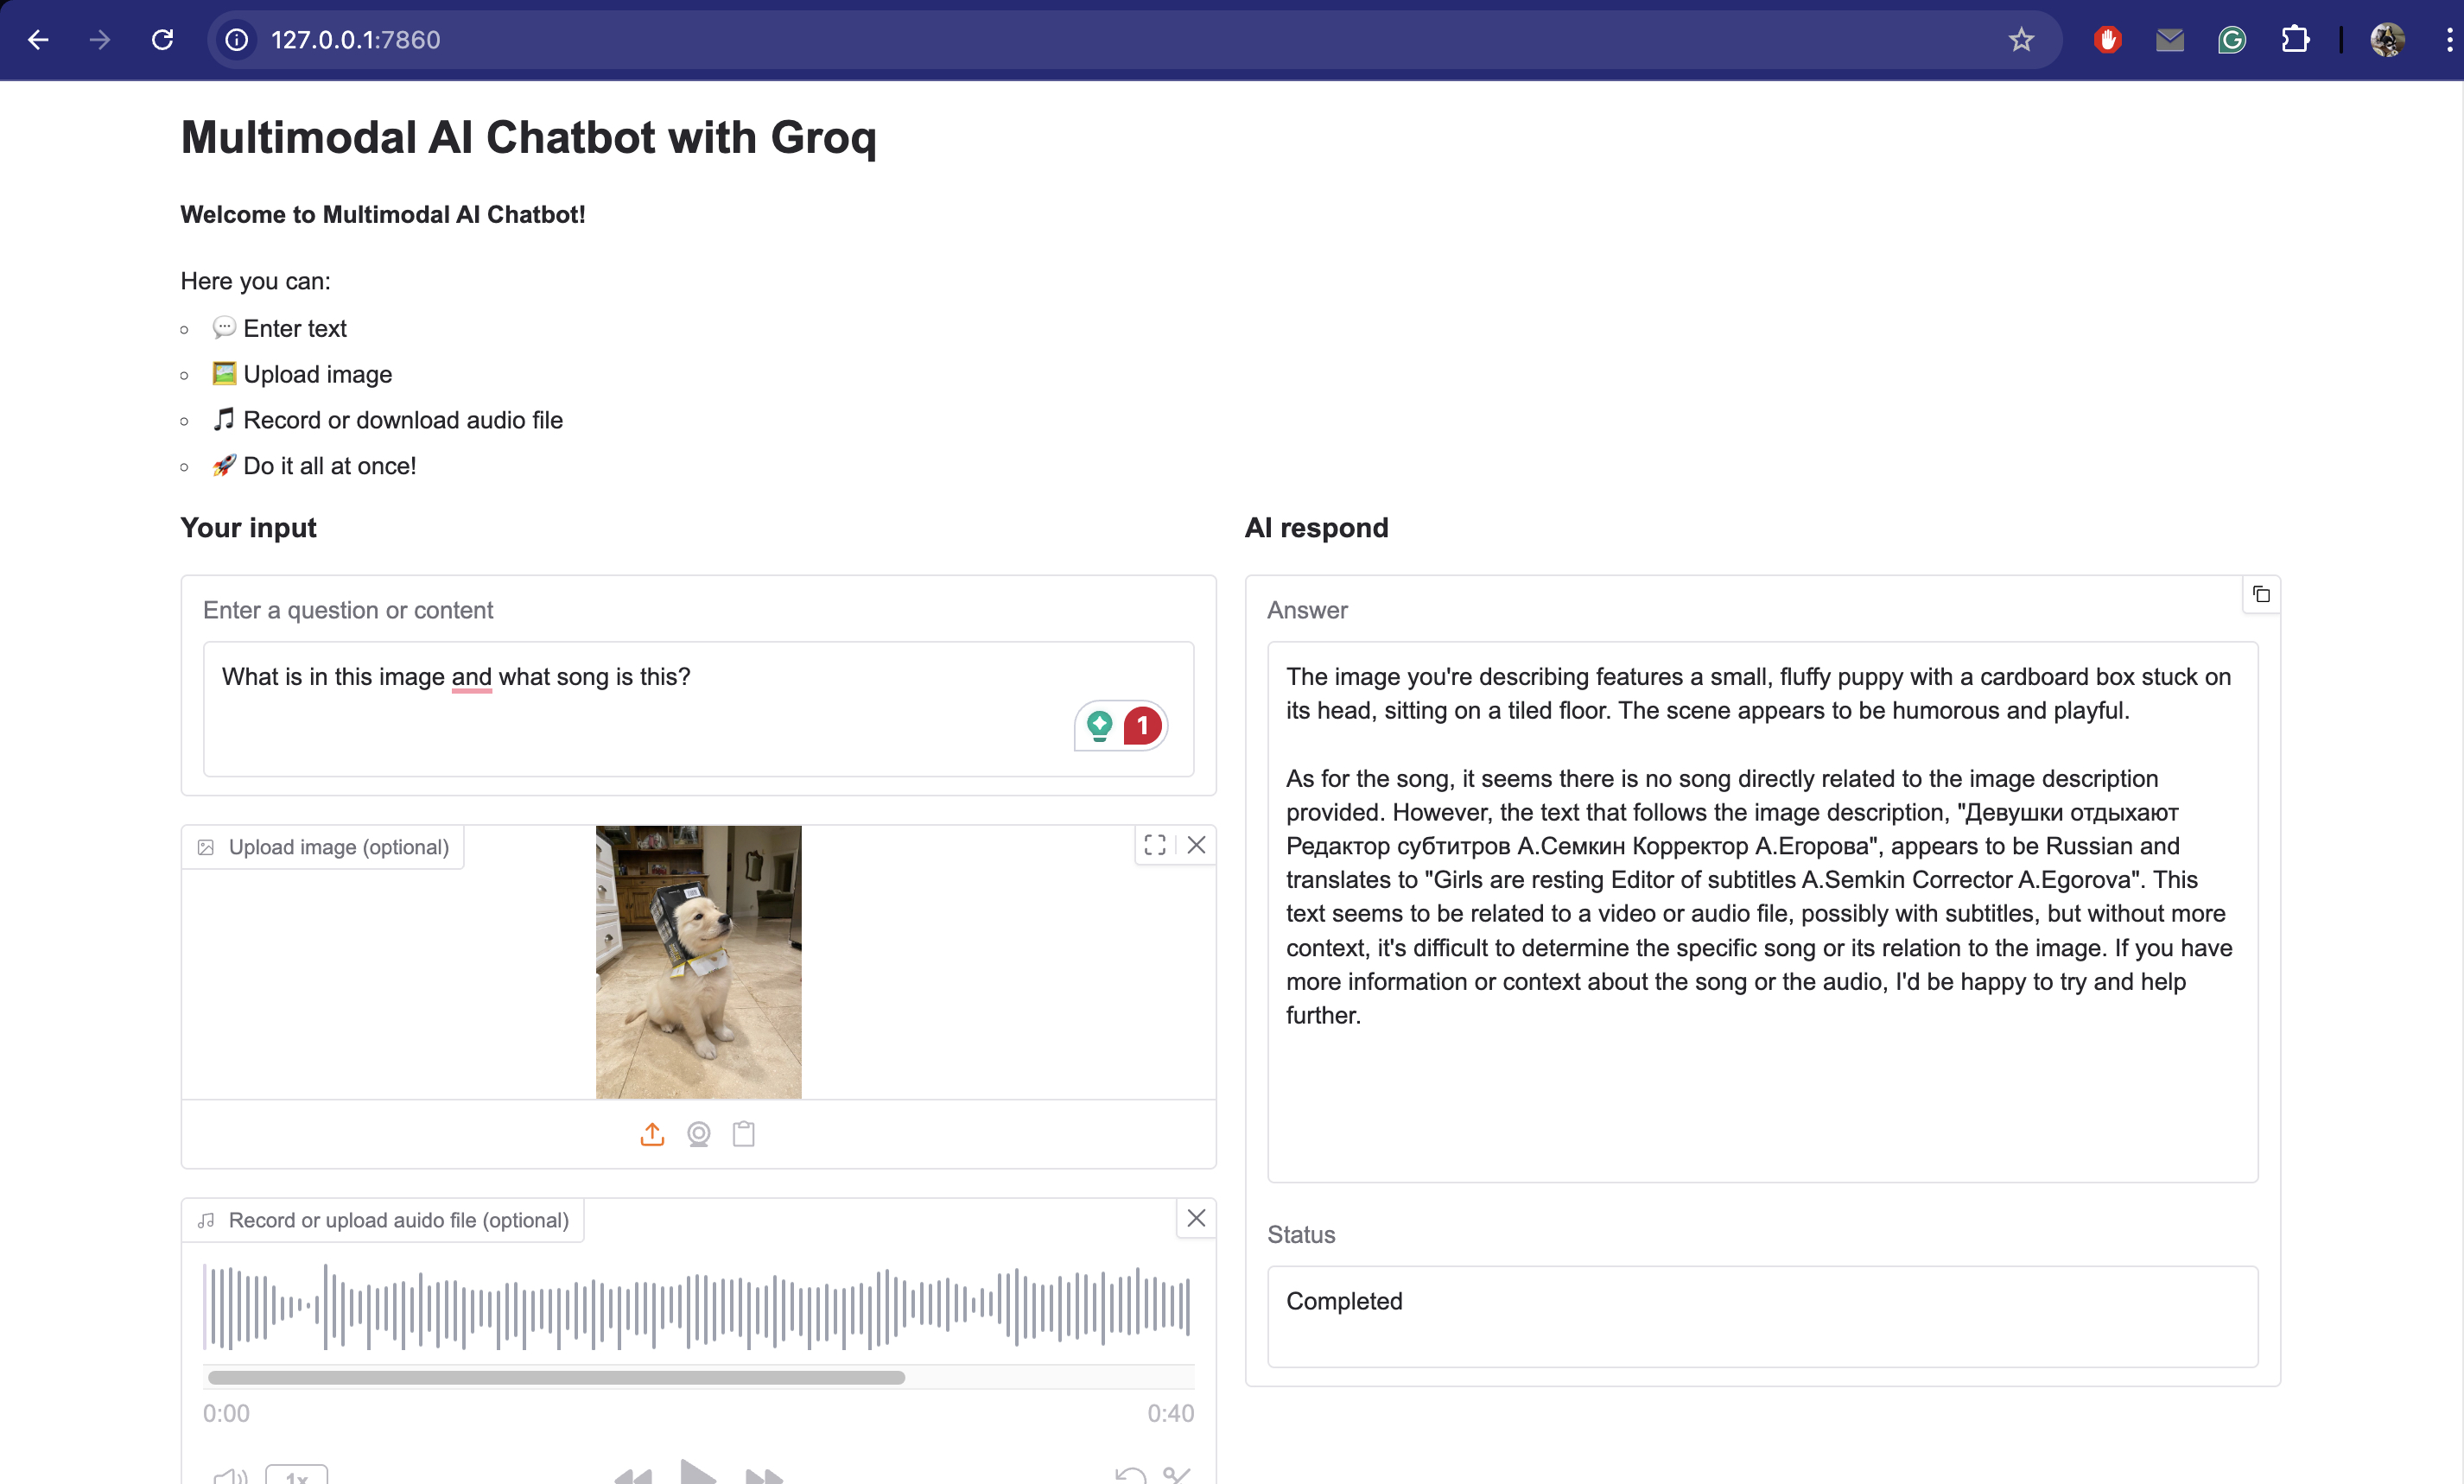 127.0.0.1:7860
Multimodal AI Chatbot with Groq
Welcome to Multimodal AI Chatbot!
Here you can:
💬 Enter text
🖼️ Upload image
🎵 Record or download audio file
🚀 Do it all at once!
Your input
Enter a question or content
What is in this image and what song is this?
1
Upload image (optional)
Record or upload auido file (optional)
0:00
0:40
1x
AI respond
Answer
The image you're describing features a small, fluffy puppy with a cardboard box stuck on
its head, sitting on a tiled floor. The scene appears to be humorous and playful.
As for the song, it seems there is no song directly related to the image description
provided. However, the text that follows the image description, "Девушки отдыхают
Редактор субтитров А.Семкин Корректор А.Егорова", appears to be Russian and
translates to "Girls are resting Editor of subtitles A.Semkin Corrector A.Egorova". This
text seems to be related to a video or audio file, possibly with subtitles, but without more
context, it's difficult to determine the specific song or its relation to the image. If you have
more information or context about the song or the audio, I'd be happy to try and help
further.
Status
Completed